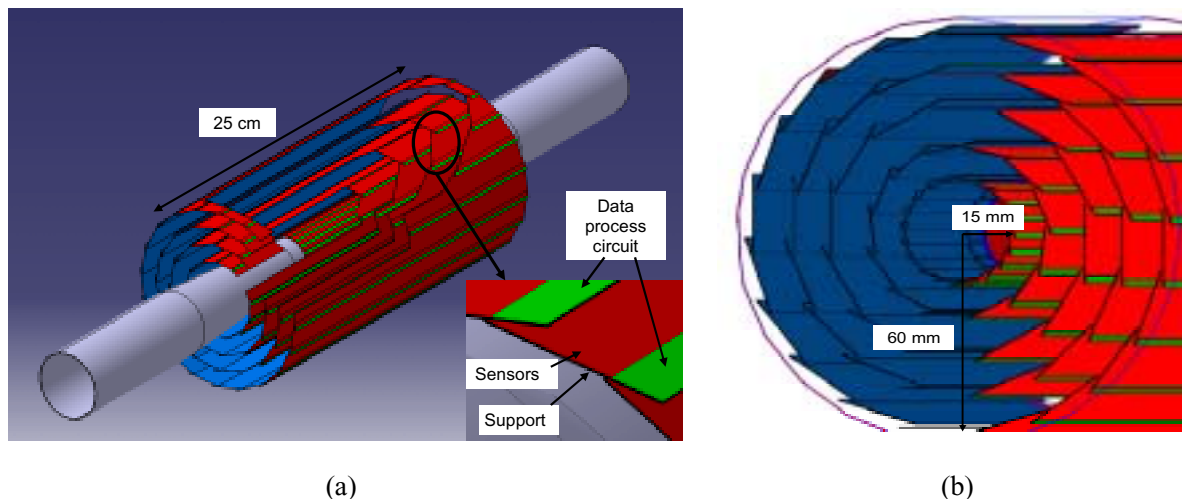 25 cm
Data
process
circuit
Sensors
Support
15 mm
60 mm
(a)
(b)